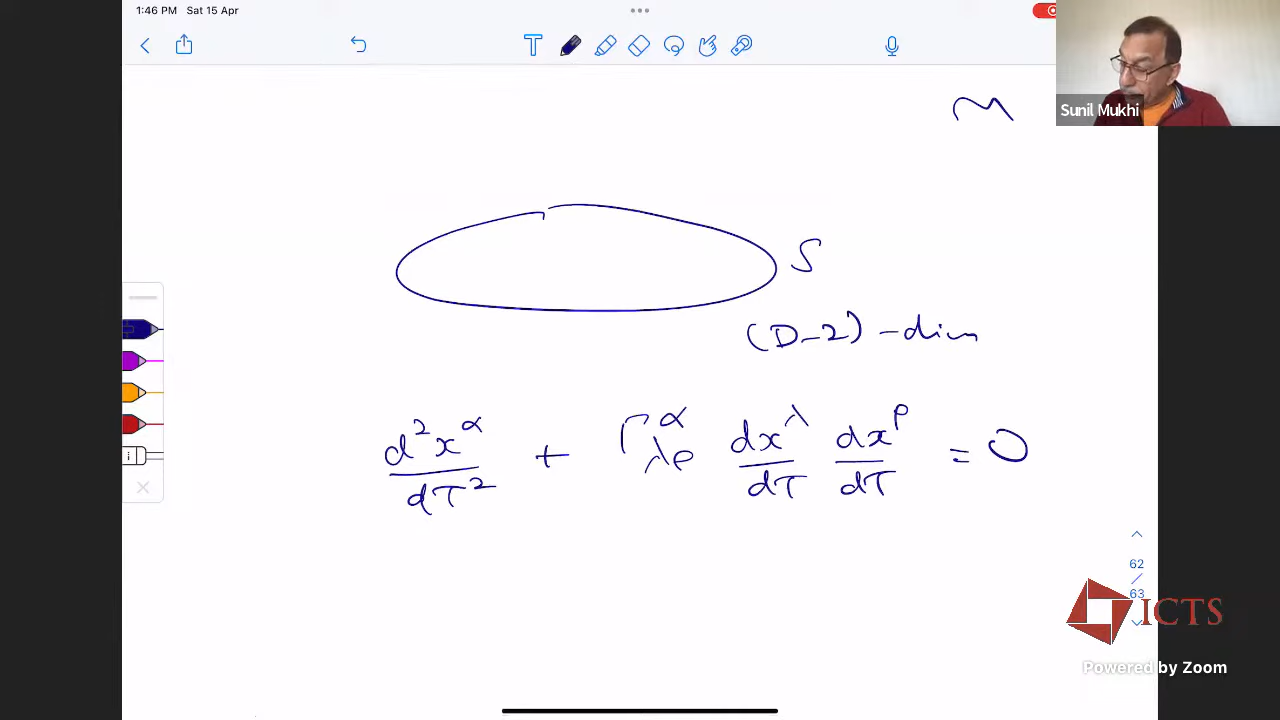 1:46 PM Sat 15 Apr
T
M
Sunil Mukhi
S
(D-2) -dim
d²x^α/dτ² + Γ^α_λρ dx^λ/dτ dx^ρ/dτ = 0
i
62
/
63
ICTS
Powered by Zoom